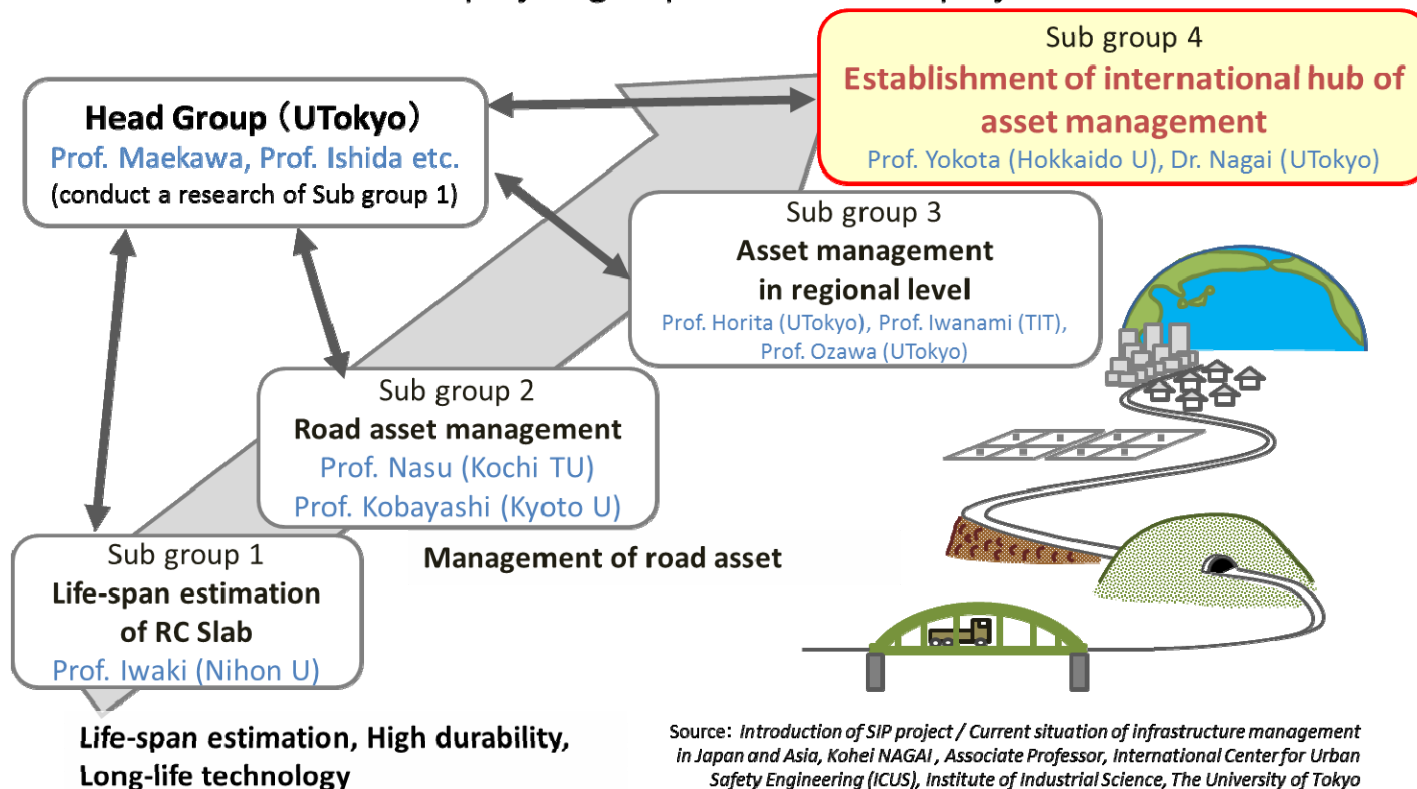 Sub group 4
Establishment of international hub of
asset management
Prof. Yokota (Hokkaido U), Dr. Nagai (UTokyo)
Head Group (UTokyo)
Prof. Maekawa, Prof. Ishida etc.
(conduct a research of Sub group 1)
Sub group 3
Asset management
in regional level
Prof. Horita (UTokyo), Prof. Iwanami (TIT),
Prof. Ozawa (UTokyo)
Sub group 2
Road asset management
Prof. Nasu (Kochi TU)
Prof. Kobayashi (Kyoto U)
Management of road asset
Sub group 1
Life-span estimation
of RC Slab
Prof. Iwaki (Nihon U)
Life-span estimation, High durability,
Long-life technology
Source: Introduction of SIP project / Current situation of infrastructure management
in Japan and Asia, Kohei NAGAI , Associate Professor, International Center for Urban
Safety Engineering (ICUS), Institute of Industrial Science, The University of Tokyo